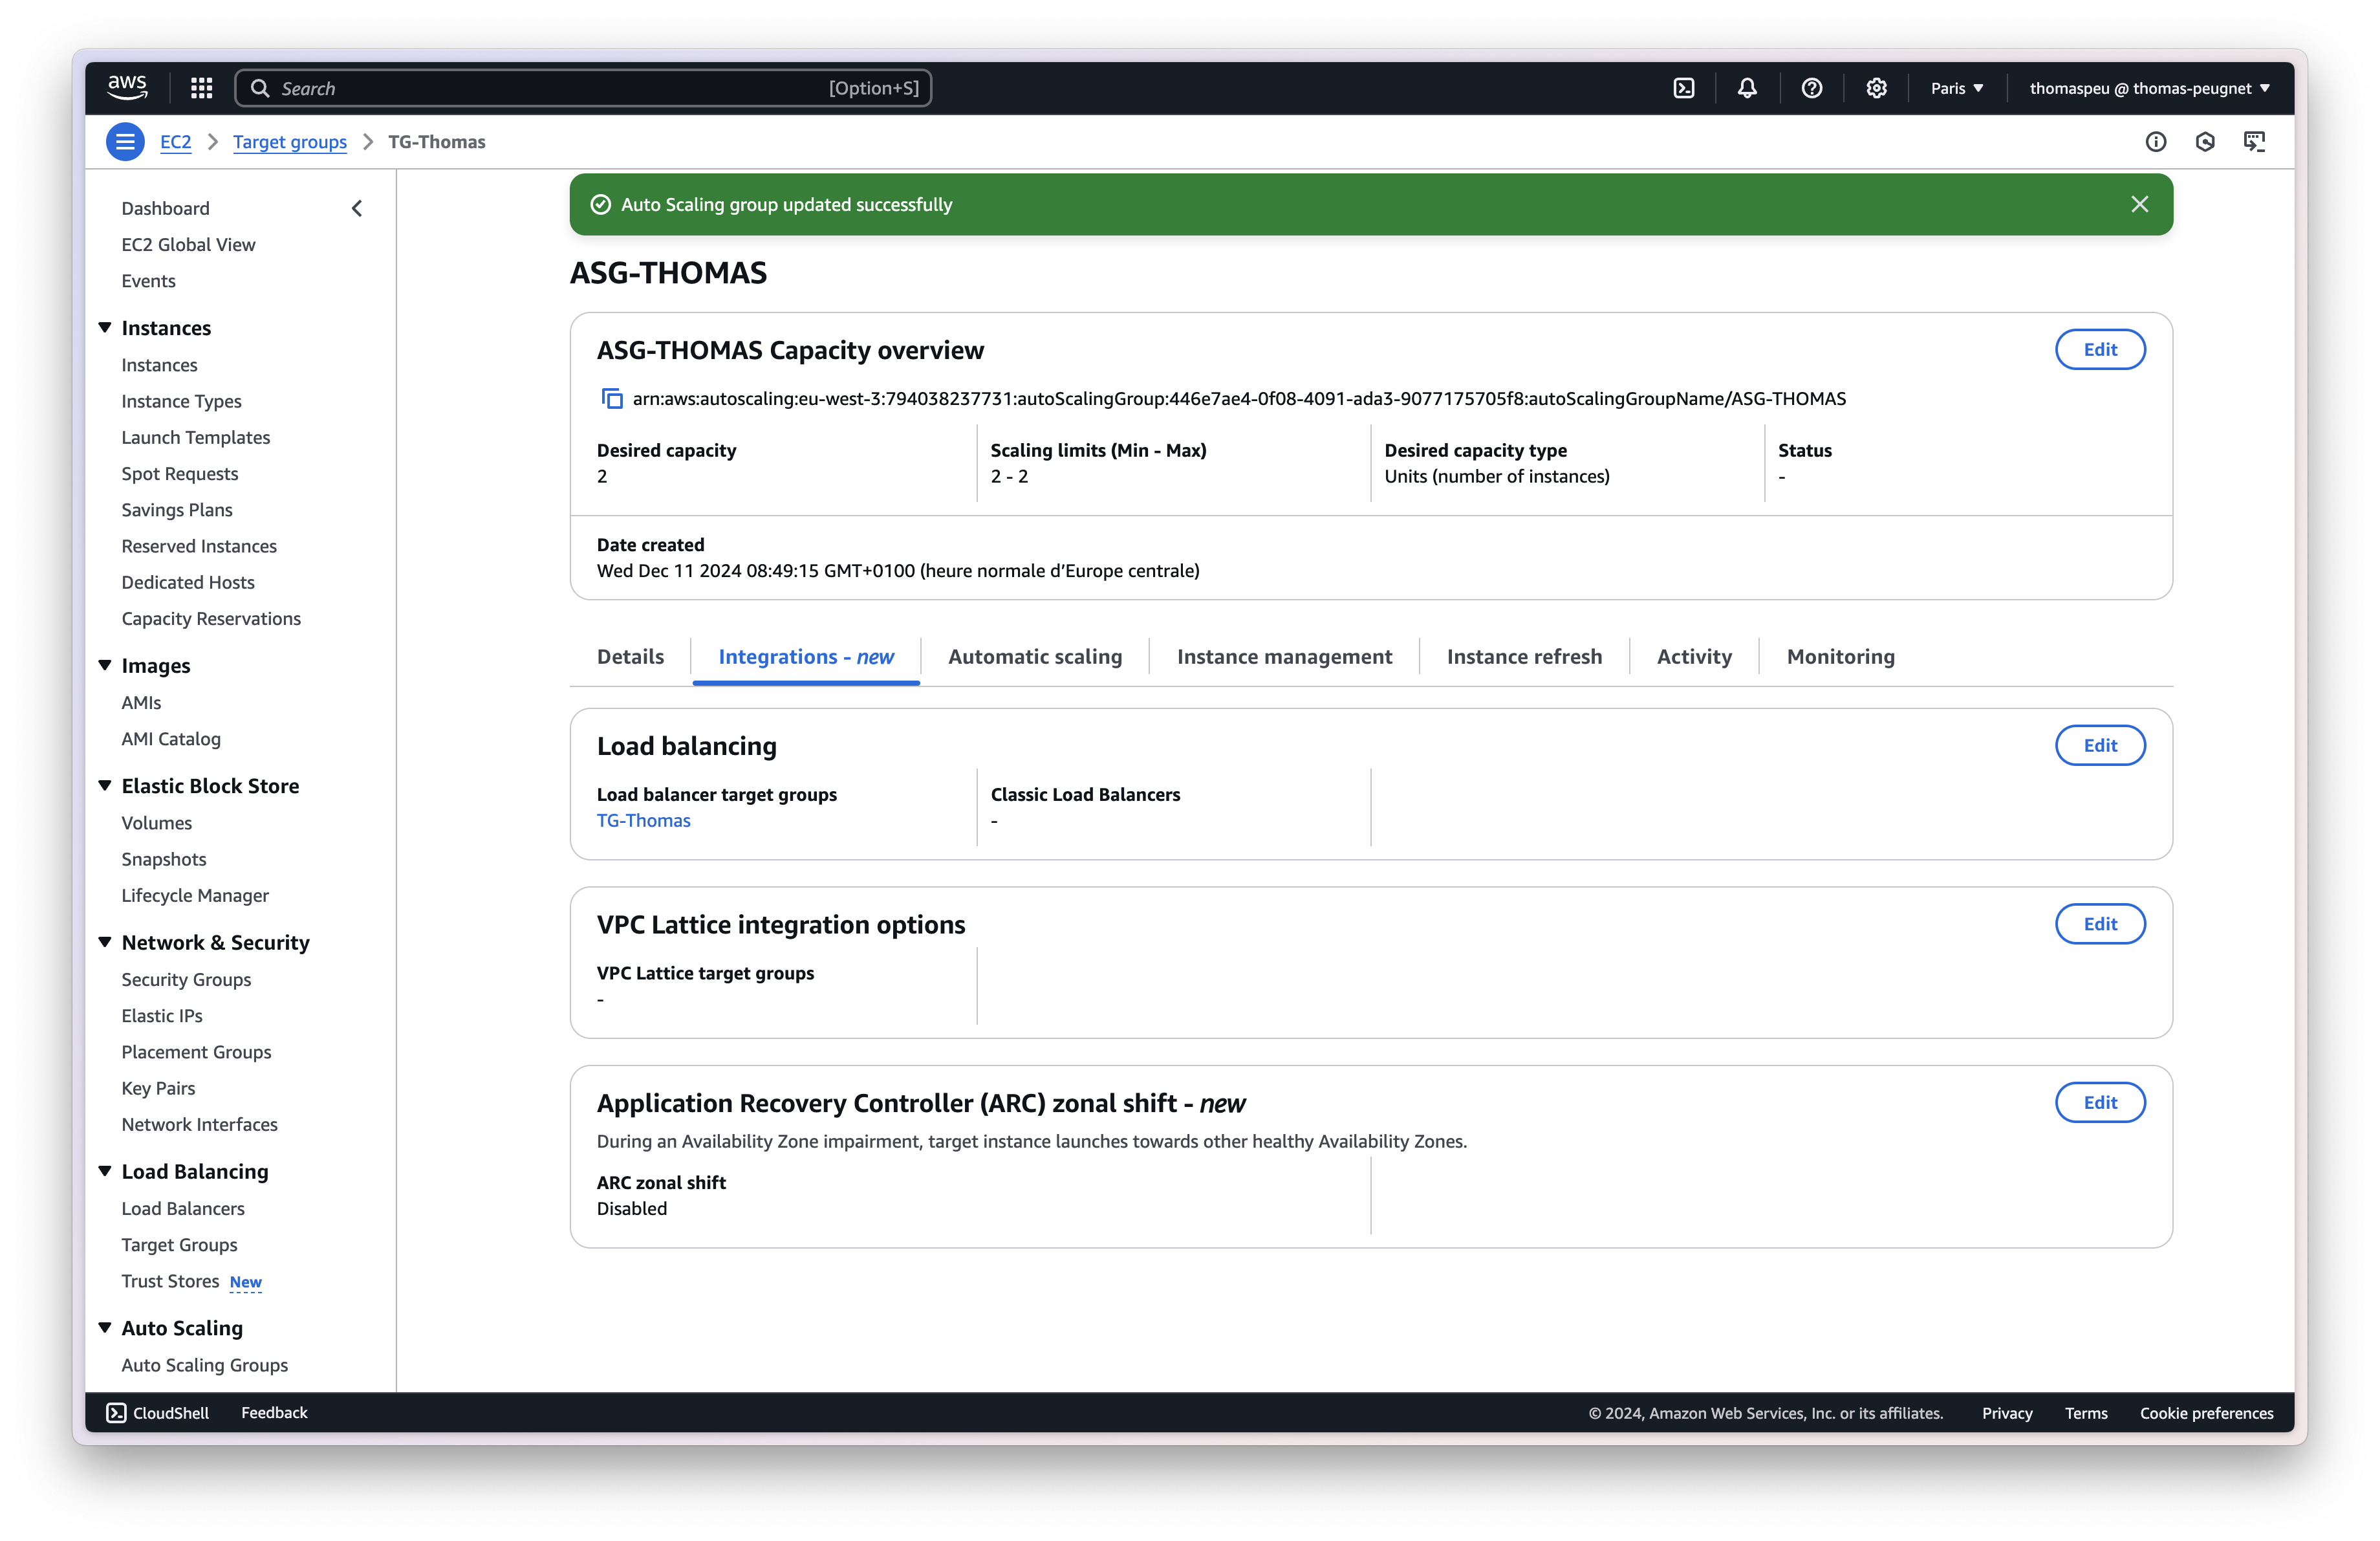 aws
Search [Option+S]
Paris
thomaspeu @ thomas-peugnet
EC2 > Target groups > TG-Thomas
Dashboard
EC2 Global View
Events
Instances
Instances
Instance Types
Launch Templates
Spot Requests
Savings Plans
Reserved Instances
Dedicated Hosts
Capacity Reservations
Images
AMIs
AMI Catalog
Elastic Block Store
Volumes
Snapshots
Lifecycle Manager
Network & Security
Security Groups
Elastic IPs
Placement Groups
Key Pairs
Network Interfaces
Load Balancing
Load Balancers
Target Groups
Trust Stores New
Auto Scaling
Auto Scaling Groups
Auto Scaling group updated successfully
ASG-THOMAS
ASG-THOMAS Capacity overview
Edit
arn:aws:autoscaling:eu-west-3:794038237731:autoScalingGroup:446e7ae4-0f08-4091-ada3-9077175705f8:autoScalingGroupName/ASG-THOMAS
Desired capacity
2
Scaling limits (Min - Max)
2 - 2
Desired capacity type
Units (number of instances)
Status
-
Date created
Wed Dec 11 2024 08:49:15 GMT+0100 (heure normale d’Europe centrale)
Details
Integrations - new
Automatic scaling
Instance management
Instance refresh
Activity
Monitoring
Load balancing
Edit
Load balancer target groups
TG-Thomas
Classic Load Balancers
-
VPC Lattice integration options
Edit
VPC Lattice target groups
-
Application Recovery Controller (ARC) zonal shift - new
Edit
During an Availability Zone impairment, target instance launches towards other healthy Availability Zones.
ARC zonal shift
Disabled
CloudShell
Feedback
© 2024, Amazon Web Services, Inc. or its affiliates.
Privacy
Terms
Cookie preferences